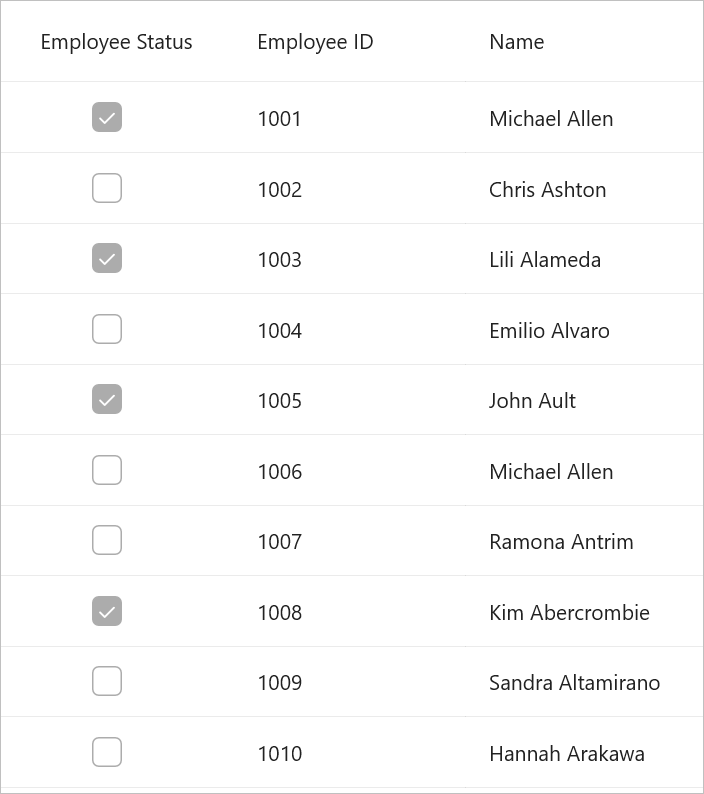 Employee Status Employee ID Name
1001 Michael Allen
1002 Chris Ashton
1003 Lili Alameda
1004 Emilio Alvaro
1005 John Ault
1006 Michael Allen
1007 Ramona Antrim
1008 Kim Abercrombie
1009 Sandra Altamirano
1010 Hannah Arakawa